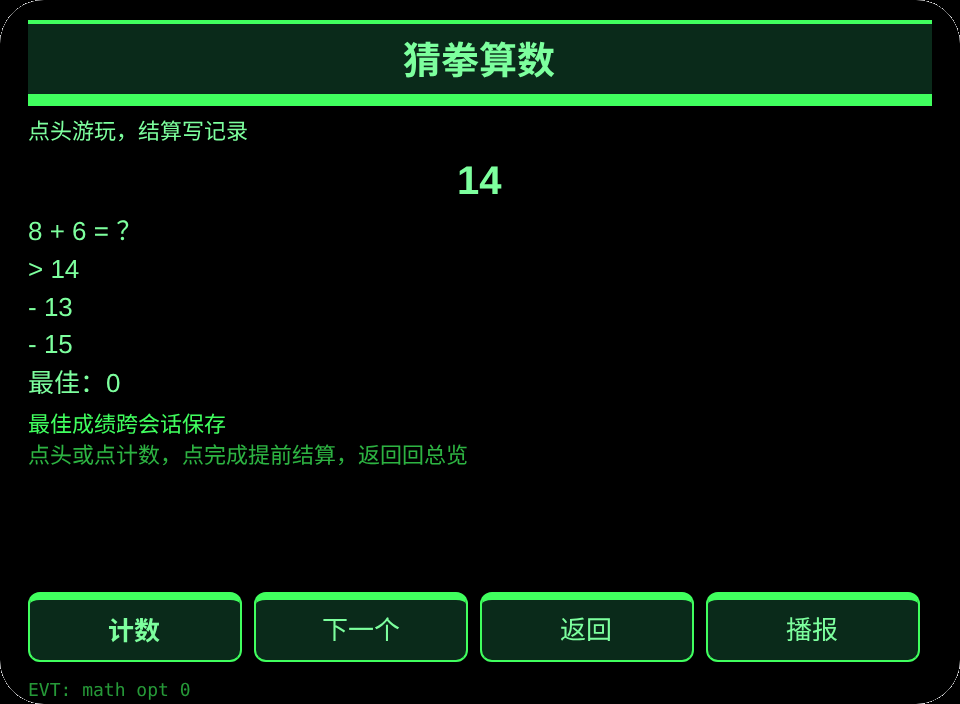 猜拳算数
点头游玩，结算写记录
14
8 + 6 = ？
> 14
- 13
- 15
最佳：0
最佳成绩跨会话保存
点头或点计数，点完成提前结算，返回回总览
计数
下一个
返回
播报
EVT: math opt 0